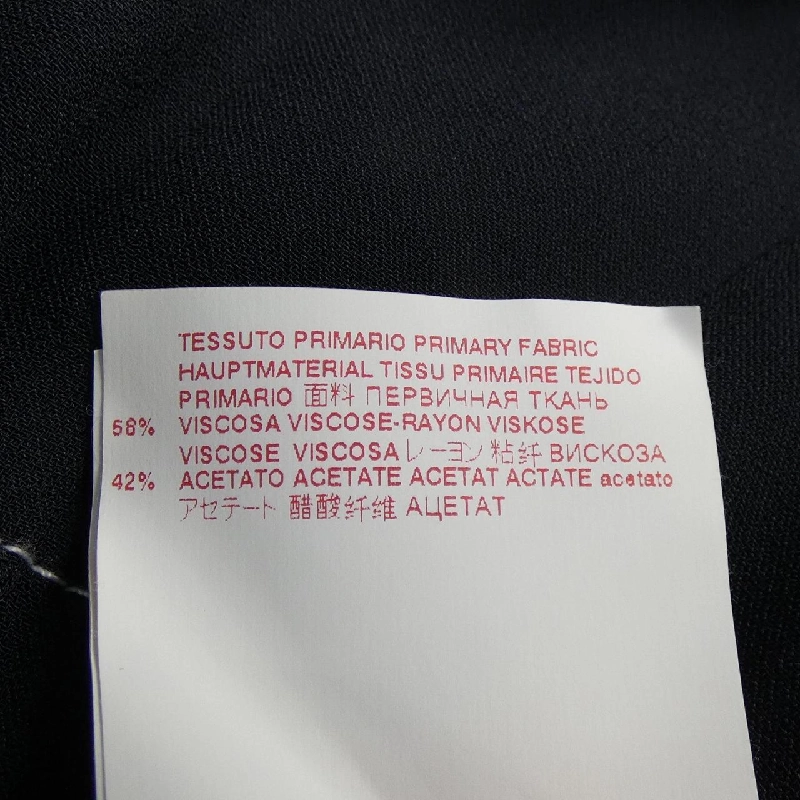 TESSUTO PRIMARIO PRIMARY FABRIC
HAUPTMATERIAL TISSU PRIMAIRE TEJIDO
PRIMARIO 面料 ПЕРВИЧНАЯ ТКАНЬ
58% VISCOSA VISCOSE-RAYON VISKOSE
VISCOSE VISCOSA レーヨン 粘纤 ВИСКОЗА
42% ACETATO ACETATE ACETAT ACTATE acetato
アセテート 醋酸纤维 АЦЕТАТ